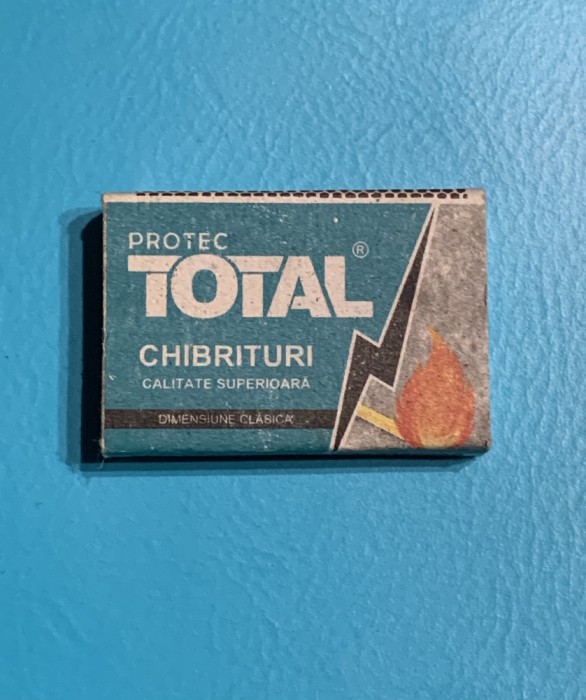 PROTEC
TOTAL®
CHIBRITURI
CALITATE SUPERIOARĂ
DIMENSIUNE CLASICĂ